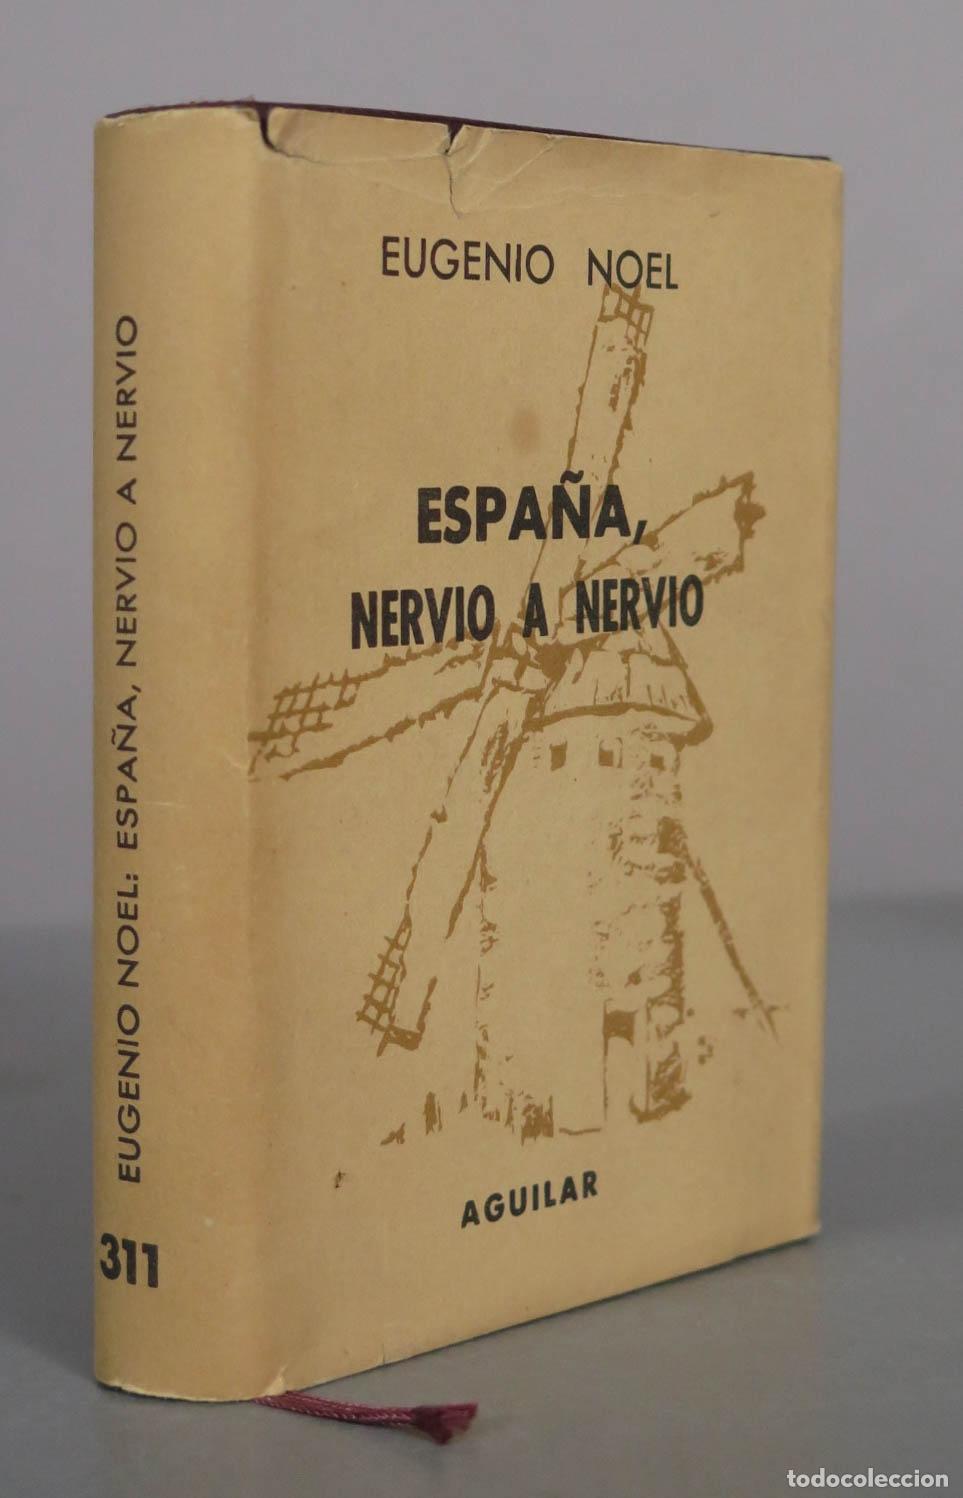 EUGENIO NOEL
ESPAÑA,
NERVIO A NERVIO
AGUILAR
EUGENIO NOEL: ESPAÑA, NERVIO A NERVIO
311
todocoleccion